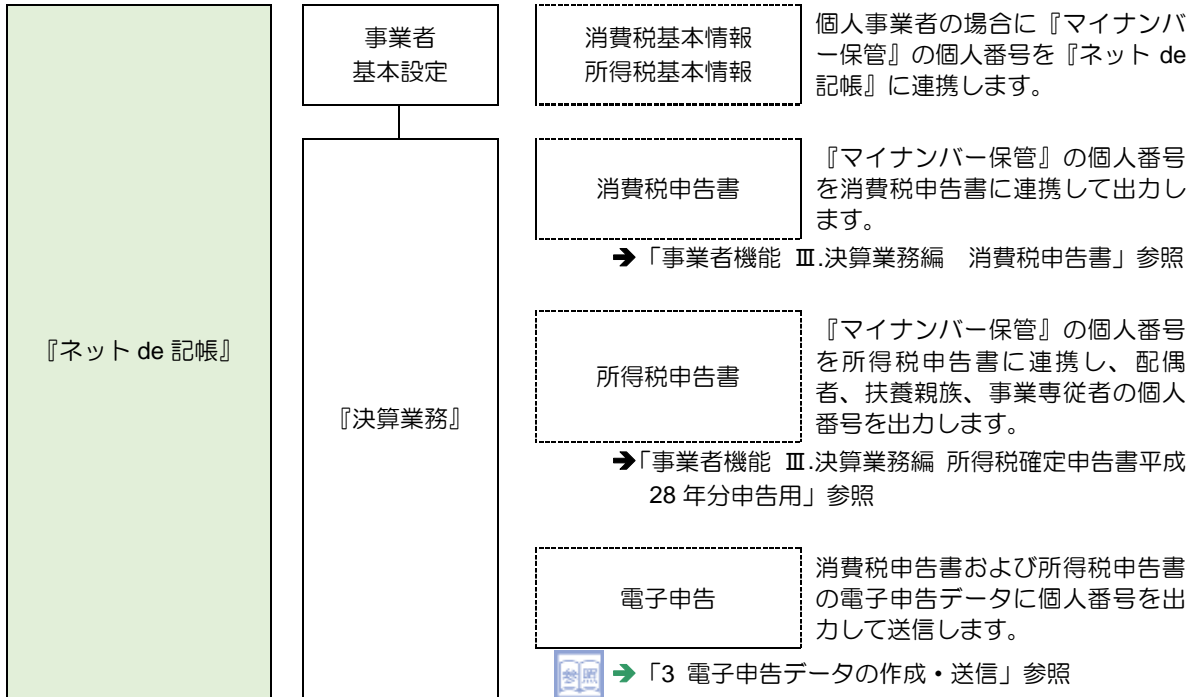 事業者
基本設定
消費税基本情報
所得税基本情報
個人事業者の場合に『マイナンバ
ー保管』の個人番号を『ネット de
記帳』に連携します。
『ネット de 記帳』
『決算業務』
消費税申告書
『マイナンバー保管』の個人番号
を消費税申告書に連携して出力し
ます。
➔「事業者機能 Ⅲ.決算業務編 消費税申告書」参照
所得税申告書
『マイナンバー保管』の個人番号
を所得税申告書に連携し、配偶
者、扶養親族、事業専従者の個人
番号を出力します。
➔「事業者機能 Ⅲ.決算業務編 所得税確定申告書平成
28 年分申告用」参照
電子申告
消費税申告書および所得税申告書
の電子申告データに個人番号を出
力して送信します。
参照 ➔「3 電子申告データの作成・送信」参照